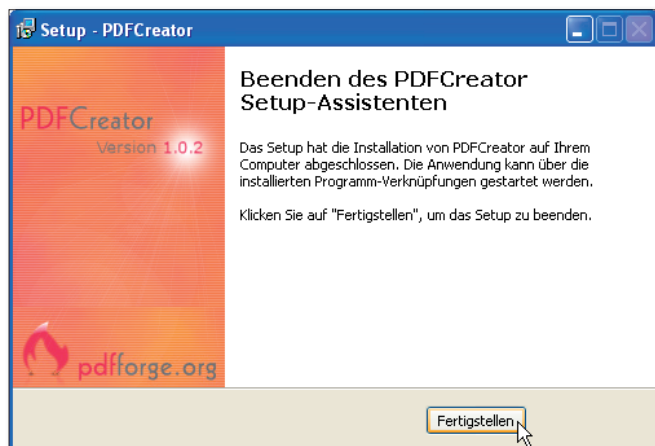 Setup - PDFCreator
PDFCreator
Version 1.0.2
Beenden des PDFCreator
Setup-Assistenten
Das Setup hat die Installation von PDFCreator auf Ihrem
Computer abgeschlossen. Die Anwendung kann über die
installierten Programm-Verknüpfungen gestartet werden.
Klicken Sie auf "Fertigstellen", um das Setup zu beenden.
pdfforge.org
Fertigstellen